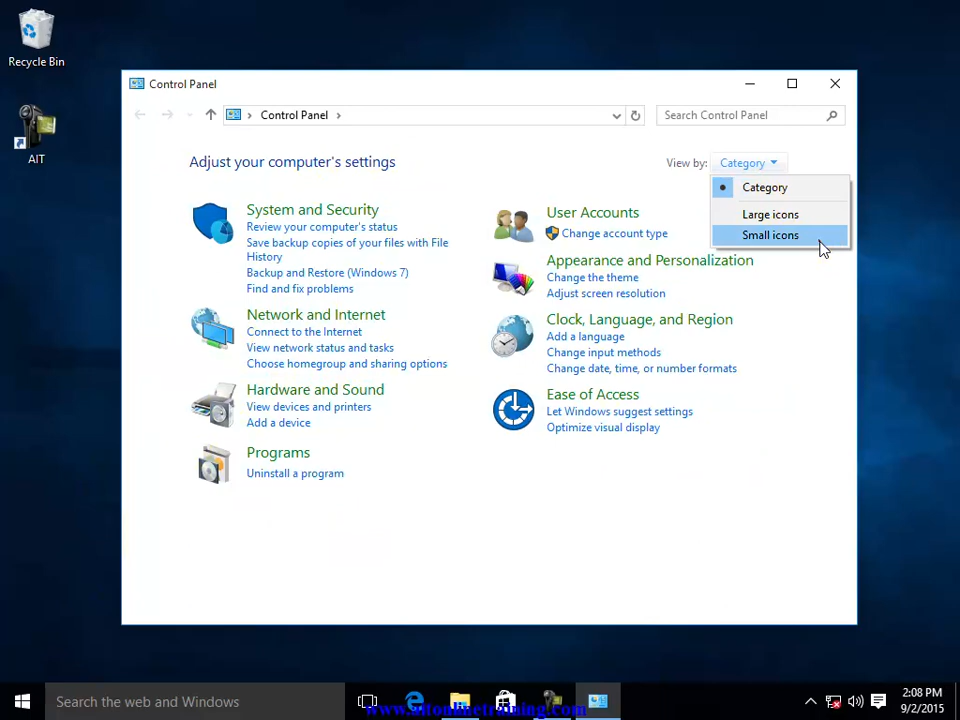 Recycle Bin
AIT
Control Panel
Control Panel
Search Control Panel
Adjust your computer's settings
View by: Category
Category
Large icons
Small icons
System and Security
Review your computer's status
Save backup copies of your files with File
History
Backup and Restore (Windows 7)
Find and fix problems
Network and Internet
Connect to the Internet
View network status and tasks
Choose homegroup and sharing options
Hardware and Sound
View devices and printers
Add a device
Programs
Uninstall a program
User Accounts
Change account type
Appearance and Personalization
Change the theme
Adjust screen resolution
Clock, Language, and Region
Add a language
Change input methods
Change date, time, or number formats
Ease of Access
Let Windows suggest settings
Optimize visual display
Search the web and Windows
www.aitonlinetraining.com
2:08 PM
9/2/2015